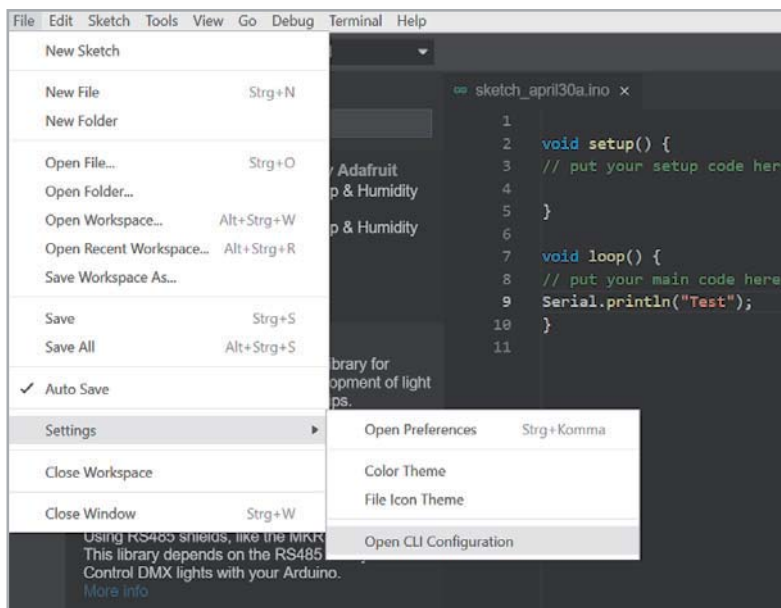 File Edit Sketch Tools View Go Debug Terminal Help
New Sketch
New File Strg+N
New Folder
Open File... Strg+O
Open Folder...
Open Workspace... Alt+Strg+W
Open Recent Workspace... Alt+Strg+R
Save Workspace As...
Save Strg+S
Save All Alt+Strg+S
Auto Save
Settings
Close Workspace
Close Window Strg+W
Open Preferences Strg+Komma
Color Theme
File Icon Theme
Open CLI Configuration
Adafruit
p & Humidity
p & Humidity
brary for
opment of light
ps.
Using RS485 shields, like the MKR
This library depends on the RS485
Control DMX lights with your Arduino.
More info
sketch_april30a.ino x
1
2 void setup() {
3 // put your setup code her
4
5 }
6
7 void loop() {
8 // put your main code here
9 Serial.println("Test");
10 }
11